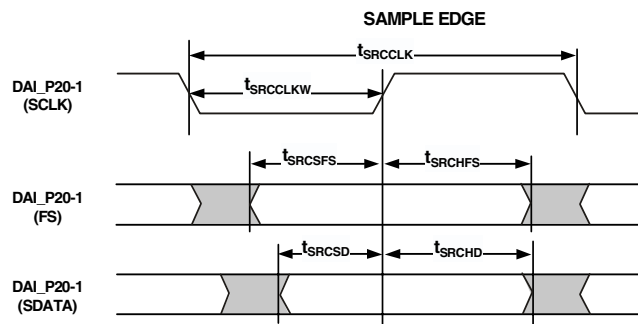 SAMPLE EDGE
tSRCCLK
DAI_P20-1
(SCLK)
tSRCCLKW
tSRCSFS
tSRCHFS
DAI_P20-1
(FS)
tSRCSD
tSRCHD
DAI_P20-1
(SDATA)